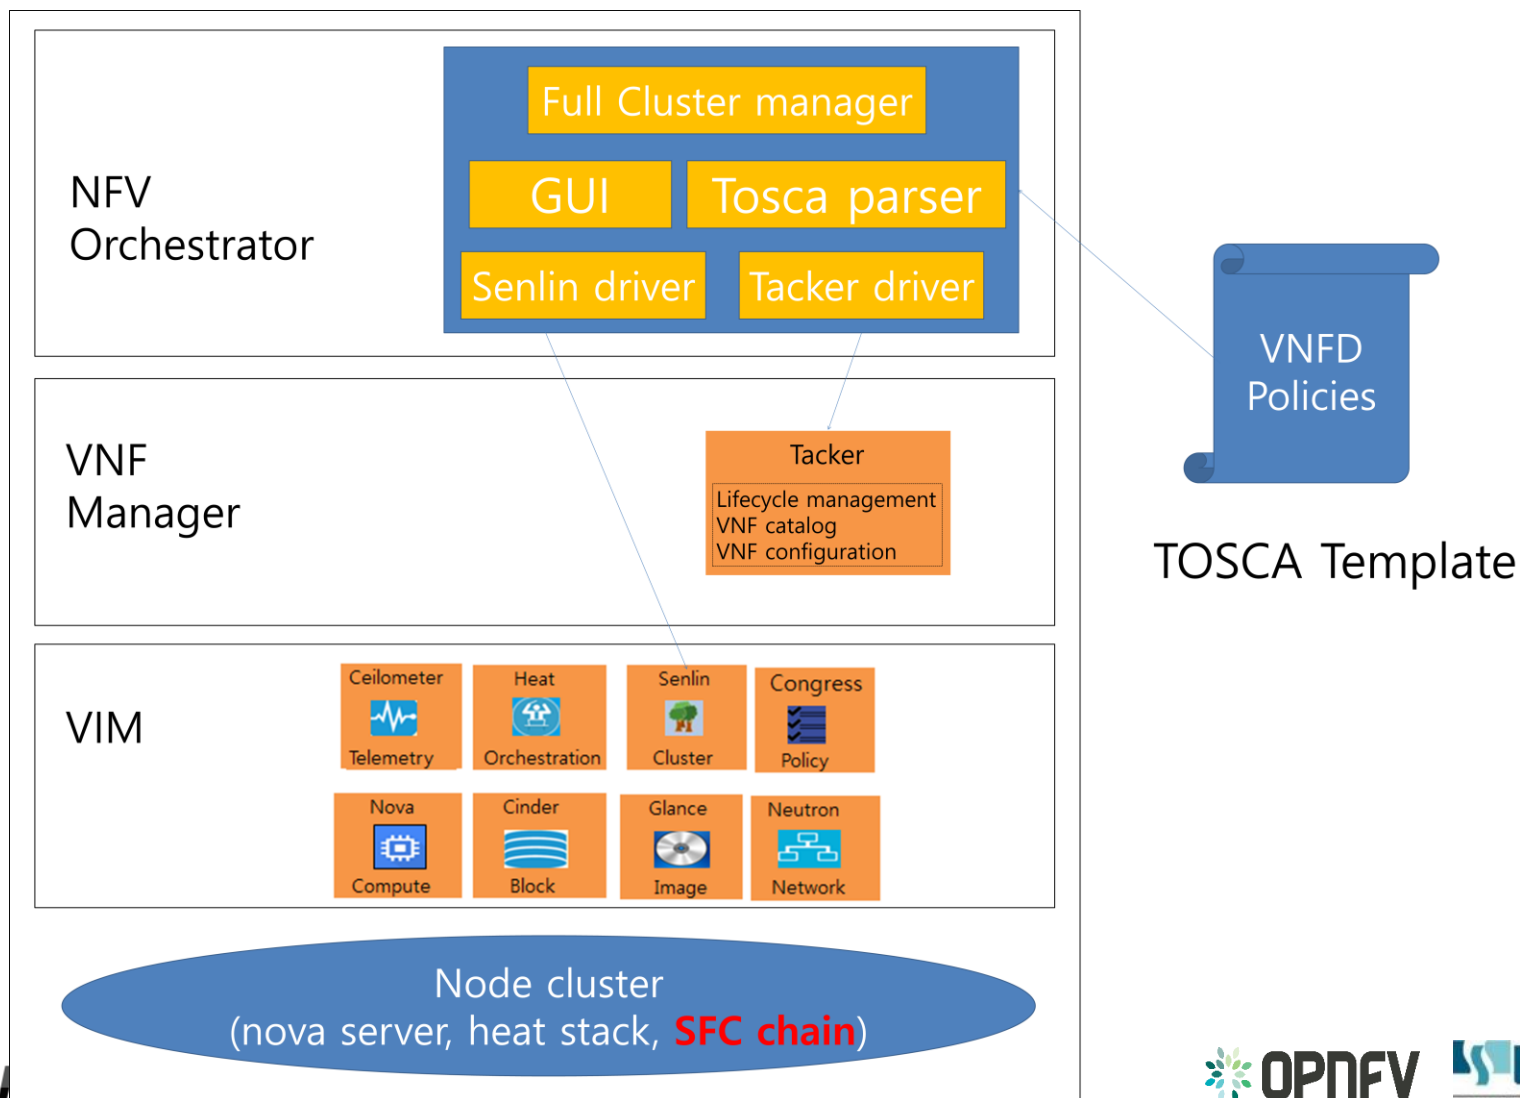 Full Cluster manager
GUI
Tosca parser
NFV
Orchestrator
Senlin driver
Tacker driver
VNFD
Policies
VNF
Manager
Tacker
Lifecycle management
VNF catalog
VNF configuration
TOSCA Template
VIM
Ceilometer
Telemetry
Heat
Orchestration
Senlin
Cluster
Congress
Policy
Nova
Compute
Cinder
Block
Glance
Image
Neutron
Network
Node cluster
(nova server, heat stack, SFC chain)
OPNFV